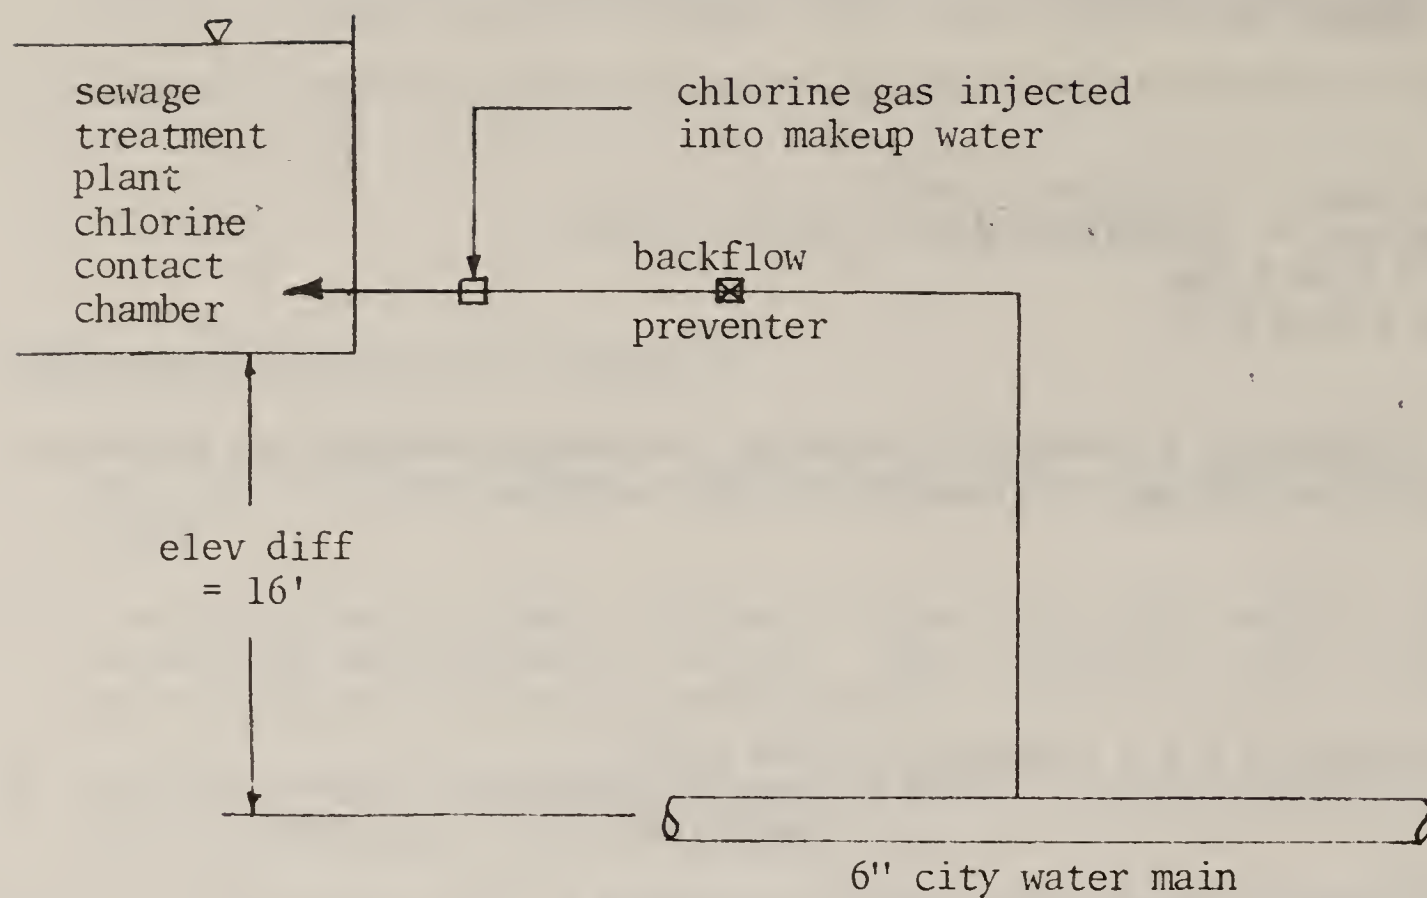 sewage
treatment
plant
chlorine
contact
chamber
chlorine gas injected
into makeup water
backflow
preventer
elev diff
= 16'
6" city water main